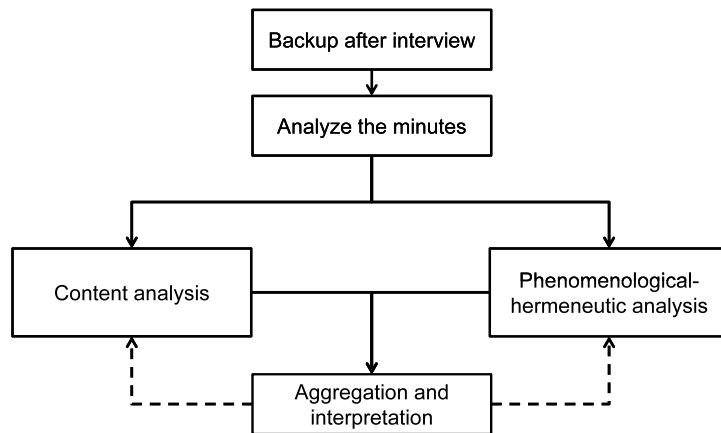 Backup after interview
Analyze the minutes
Content analysis
Phenomenological-
hermeneutic analysis
Aggregation and
interpretation